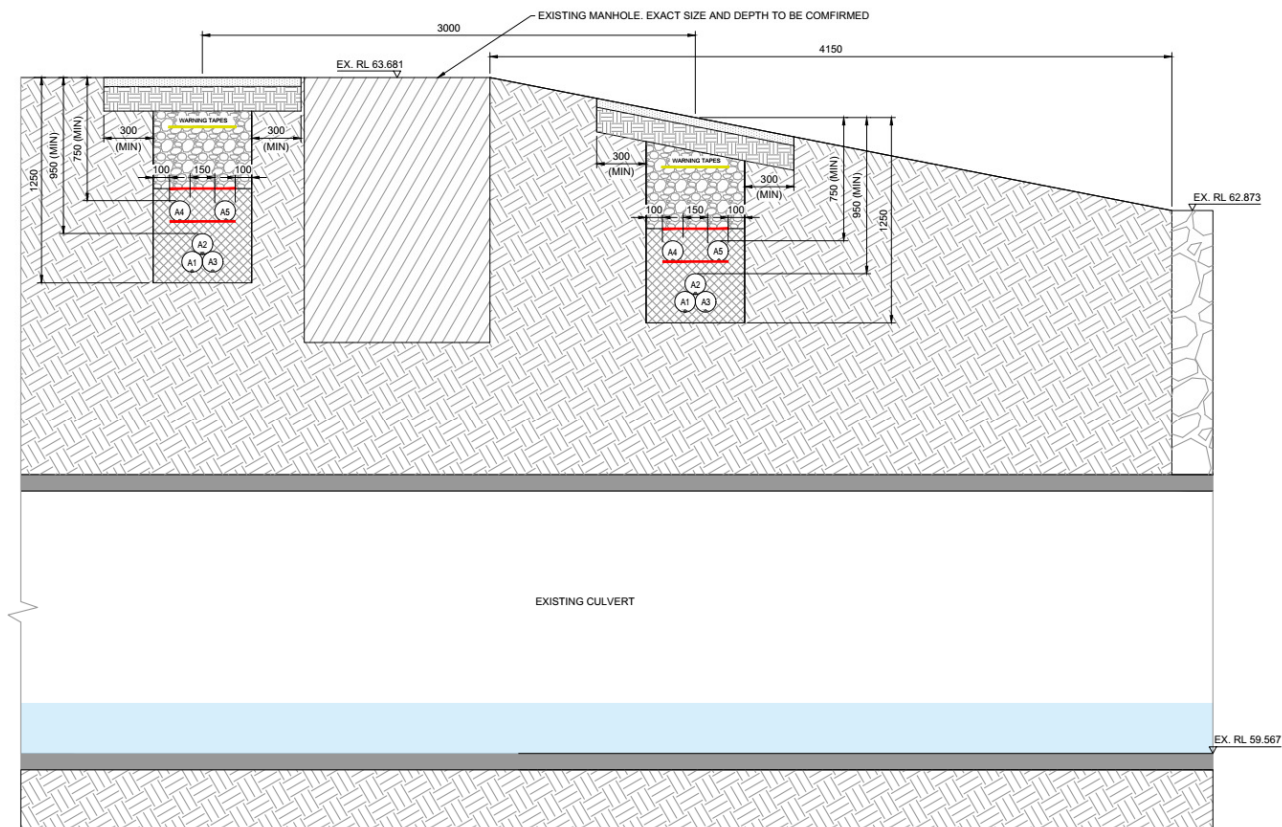 EXISTING MANHOLE. EXACT SIZE AND DEPTH TO BE COMFIRMED
3000
4150
EX. RL 63.681
WARNING TAPES
300
(MIN)
300
(MIN)
1250
950 (MIN)
750 (MIN)
100
150
100
A4
A5
A2
A1
A3
WARNING TAPES
300
(MIN)
300
(MIN)
750 (MIN)
950 (MIN)
1250
100
150
100
A4
A5
A2
A1
A3
EX. RL 62.873
EXISTING CULVERT
EX. RL 59.567